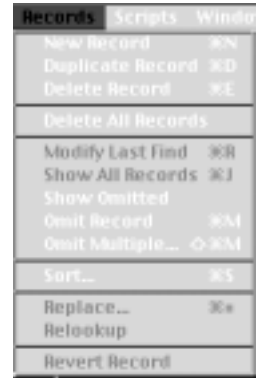 Records Scripts Windo
New Record ⌘N
Duplicate Record ⌘D
Delete Record ⌘E
Delete All Records
Modify Last Find ⌘R
Show All Records ⌘J
Show Omitted
Omit Record ⌘M
Omit Multiple... ⇧⌘M
Sort... ⌘S
Replace... ⌘=
Relookup
Revert Record